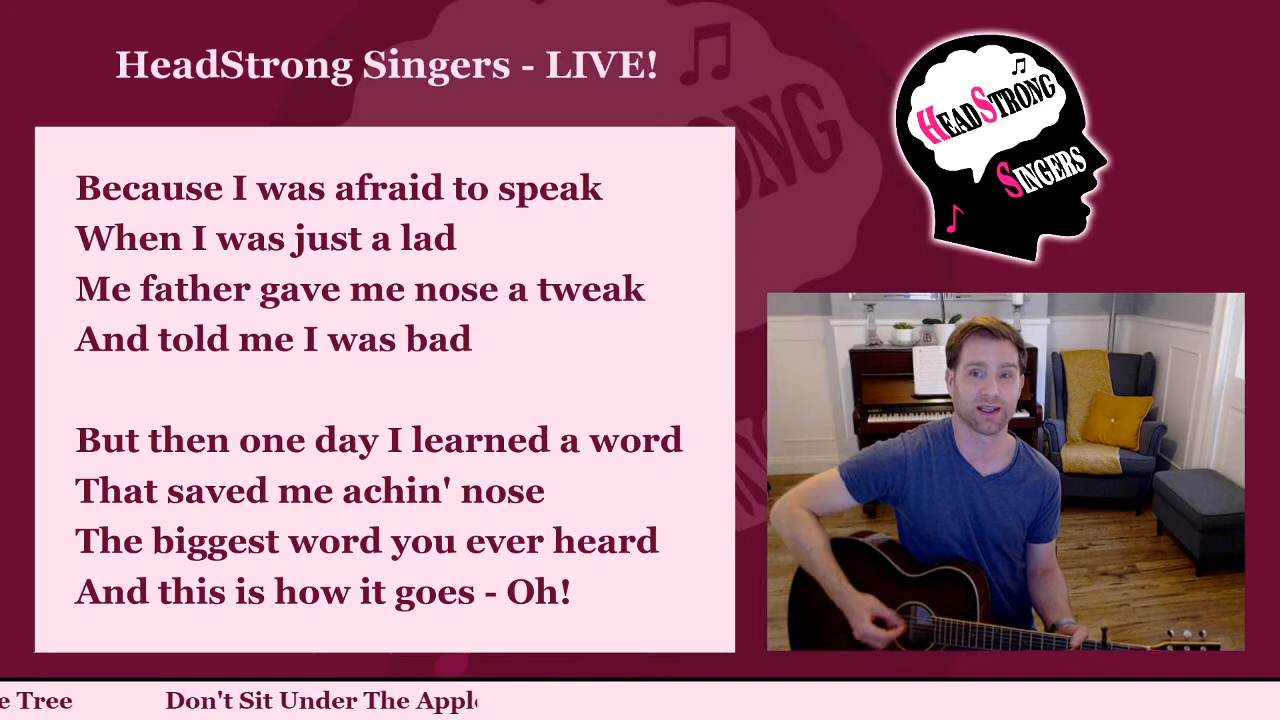 HeadStrong Singers - LIVE!
HEADSTRONG
SINGERS
Because I was afraid to speak
When I was just a lad
Me father gave me nose a tweak
And told me I was bad
But then one day I learned a word
That saved me achin' nose
The biggest word you ever heard
And this is how it goes - Oh!
e Tree Don't Sit Under The Apple